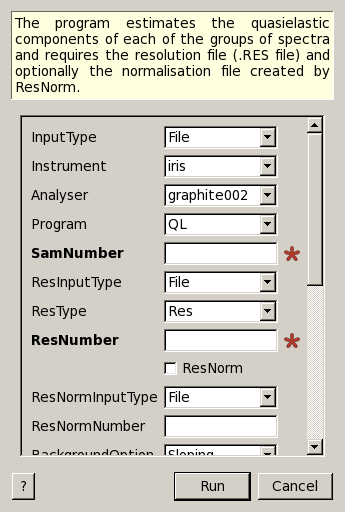 The program estimates the quasielastic
components of each of the groups of spectra
and requires the resolution file (.RES file) and
optionally the normalisation file created by
ResNorm.
InputType File
Instrument iris
Analyser graphite002
Program QL
SamNumber
ResInputType File
ResType Res
ResNumber
ResNorm
ResNormInputType File
ResNormNumber
BackgroundOption Sloping
? Run Cancel